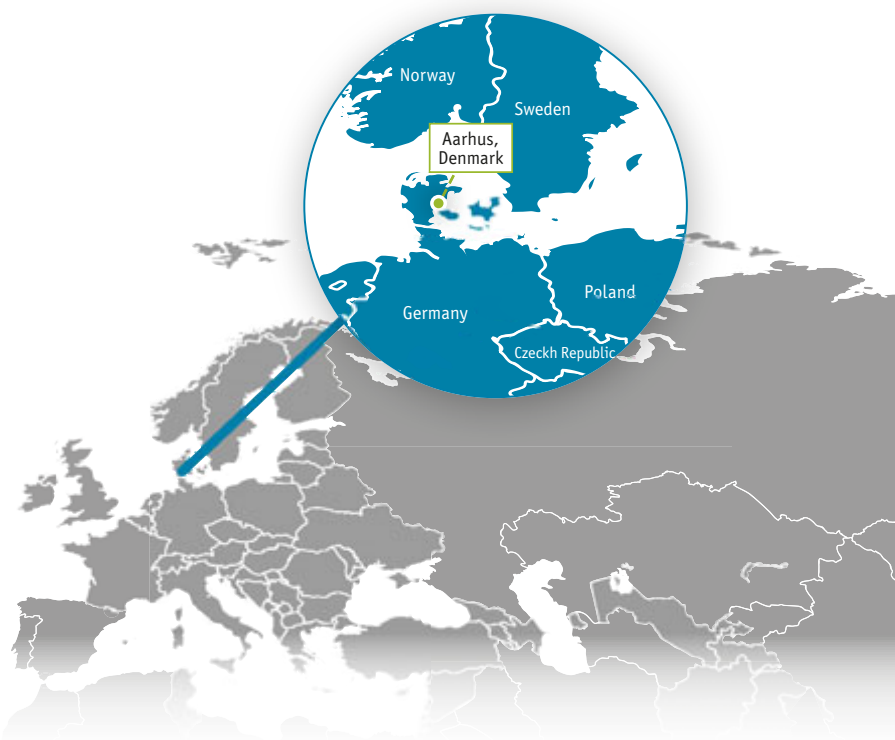 Norway
Sweden
Aarhus,
Denmark
Poland
Germany
Czeckh Republic